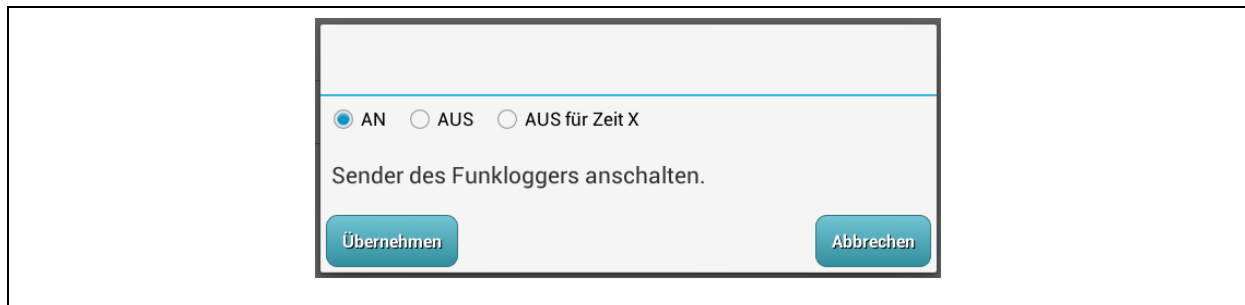 AN AUS AUS für Zeit X
Sender des Funkloggers anschalten.
Übernehmen Abbrechen